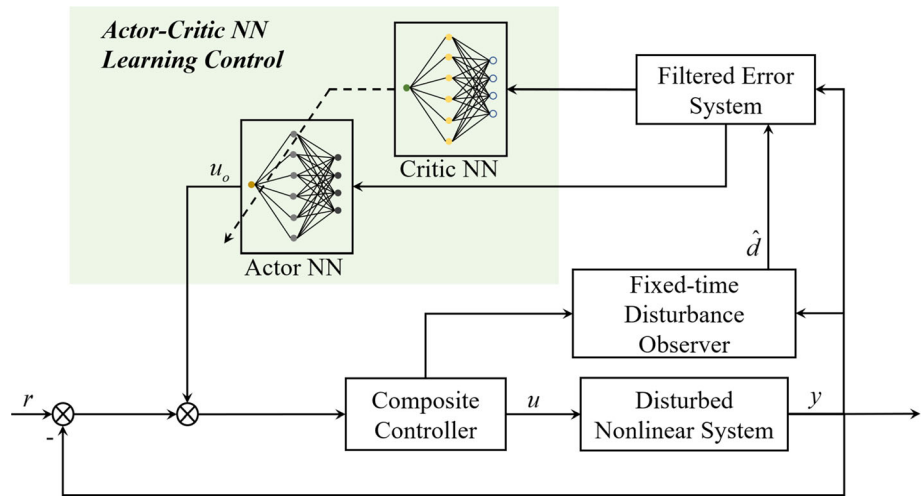 Actor-Critic NN
Learning Control
Critic NN
Filtered Error
System
u_o
Actor NN
d̂
Fixed-time
Disturbance
Observer
r
-
Composite
Controller
u
Disturbed
Nonlinear System
y